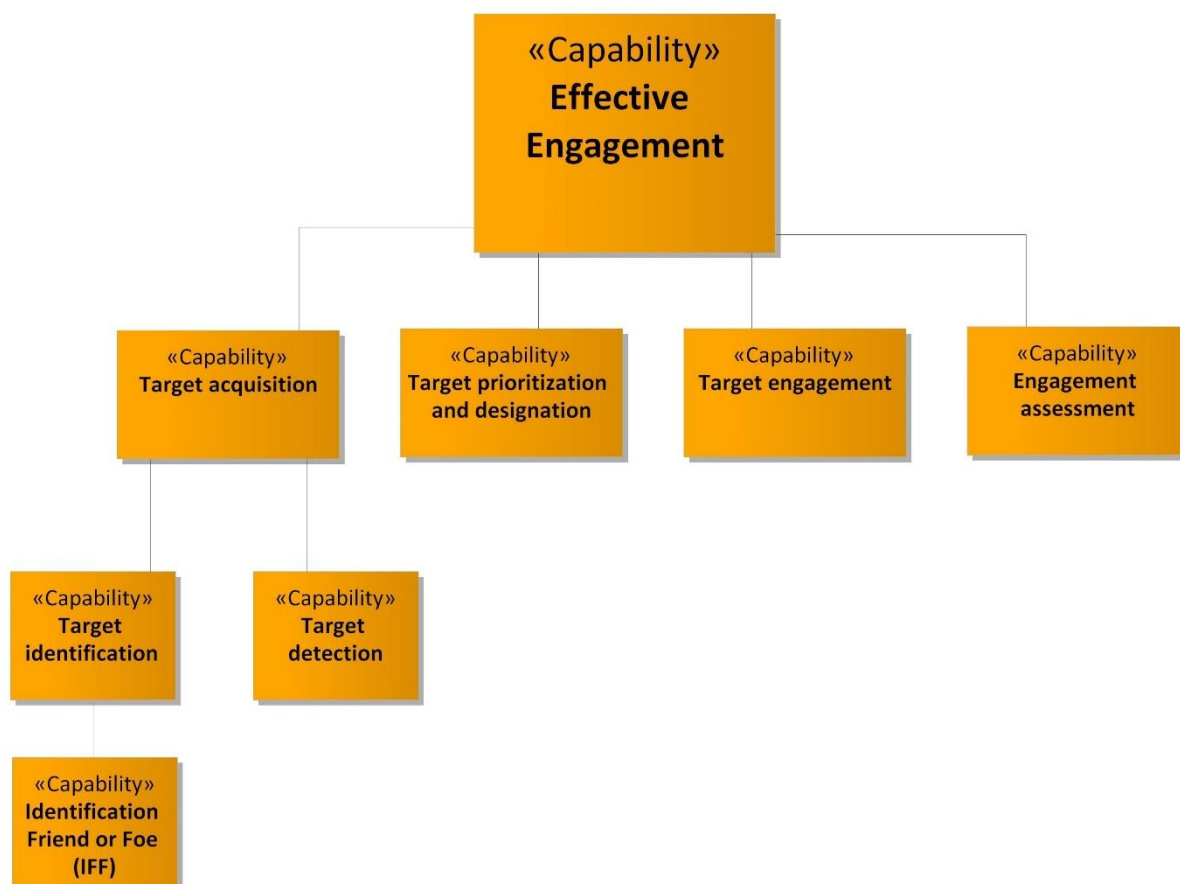 «Capability»
Effective
Engagement
«Capability»
Target acquisition
«Capability»
Target prioritization
and designation
«Capability»
Target engagement
«Capability»
Engagement
assessment
«Capability»
Target
identification
«Capability»
Target
detection
«Capability»
Identification
Friend or Foe
(IFF)